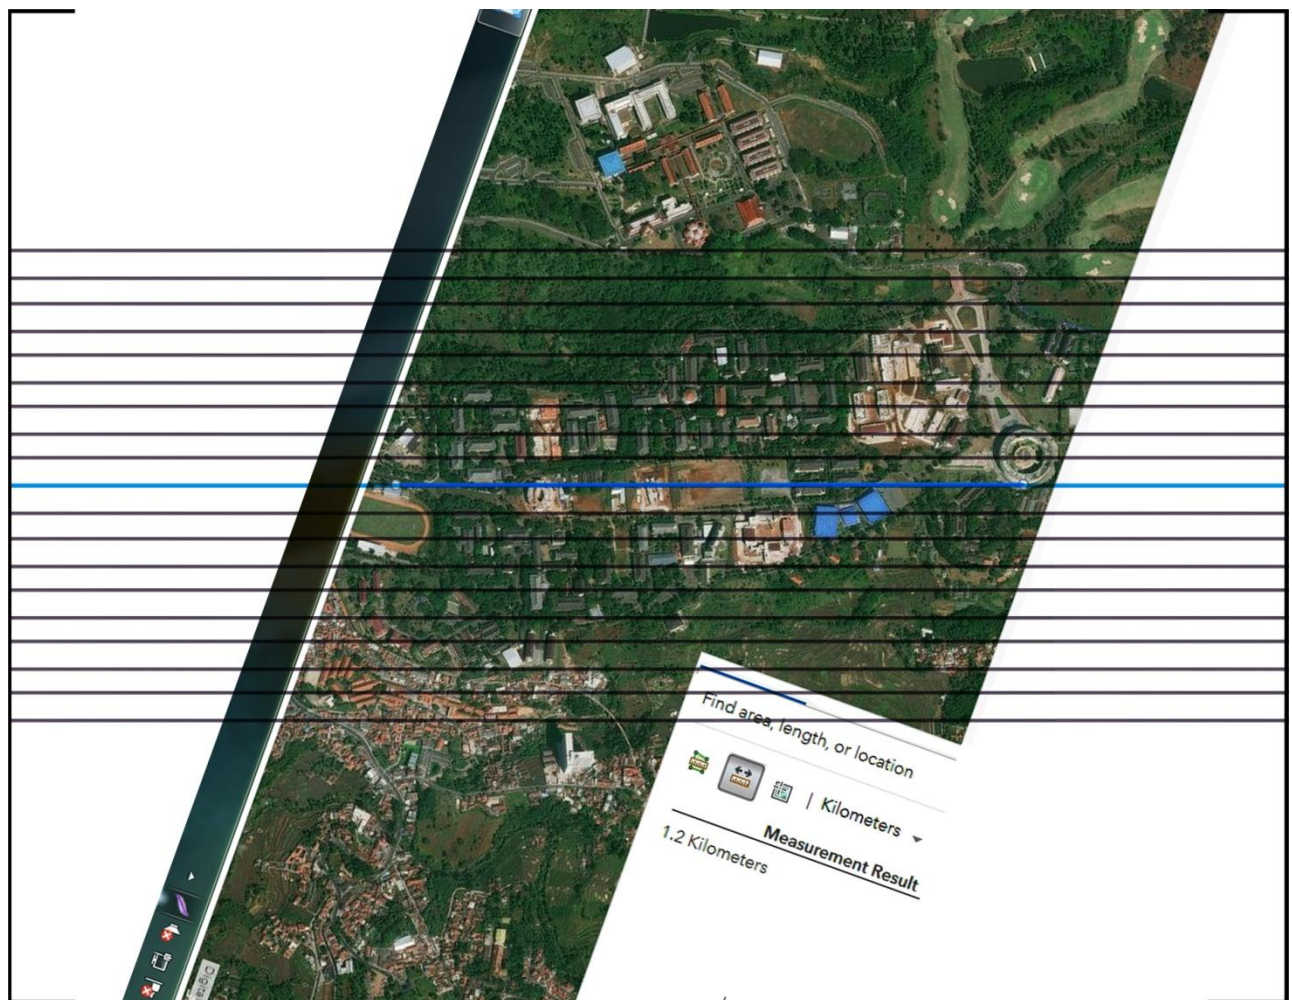 Find area, length, or location
| Kilometers
Measurement Result
1.2 Kilometers